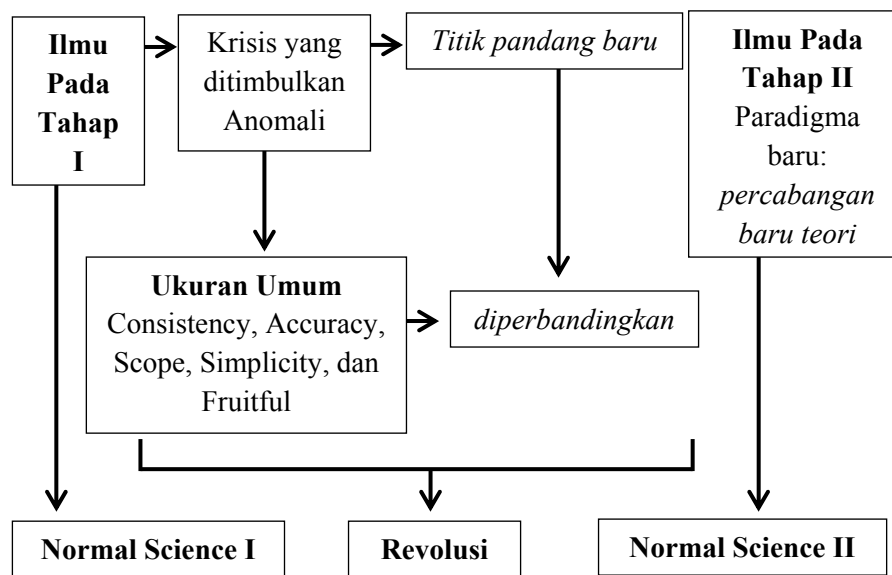 Ilmu
Pada
Tahap
I
Krisis yang
ditimbulkan
Anomali
Titik pandang baru
Ilmu Pada
Tahap II
Paradigma
baru:
percabangan
baru teori
Ukuran Umum
Consistency, Accuracy,
Scope, Simplicity, dan
Fruitful
diperbandingkan
Normal Science I
Revolusi
Normal Science II